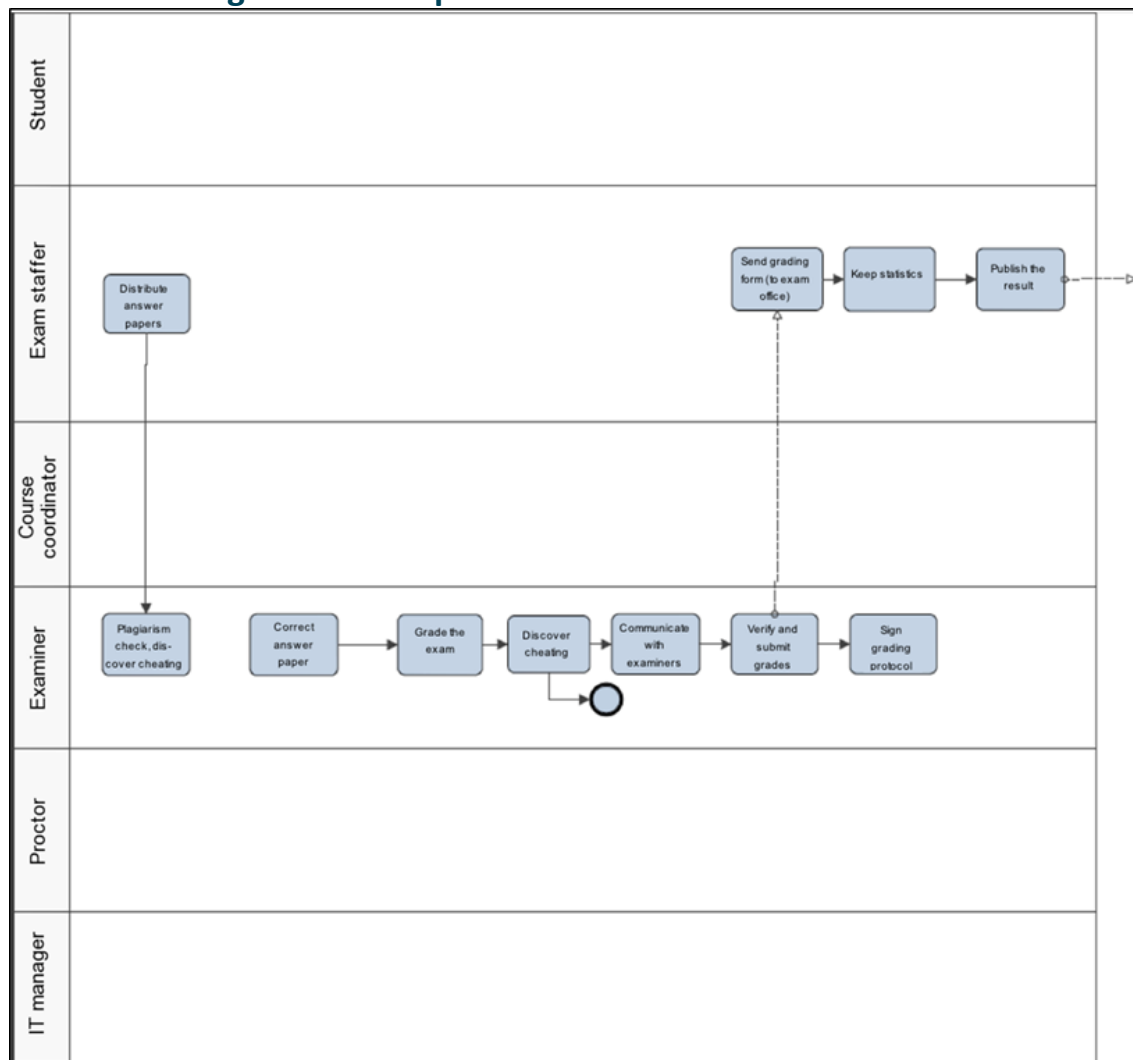 Student
Exam staffer
Distribute
answer
papers
Send grading
form (to exam
office)
Keep statistics
Publish the
result
Course
coordinator
Examiner
Plagiarism
check, dis-
cover cheating
Correct
answer
paper
Grade the
exam
Discover
cheating
Communicate
with
examiners
Verify and
submit
grades
Sign
grading
protocol
Proctor
IT manager